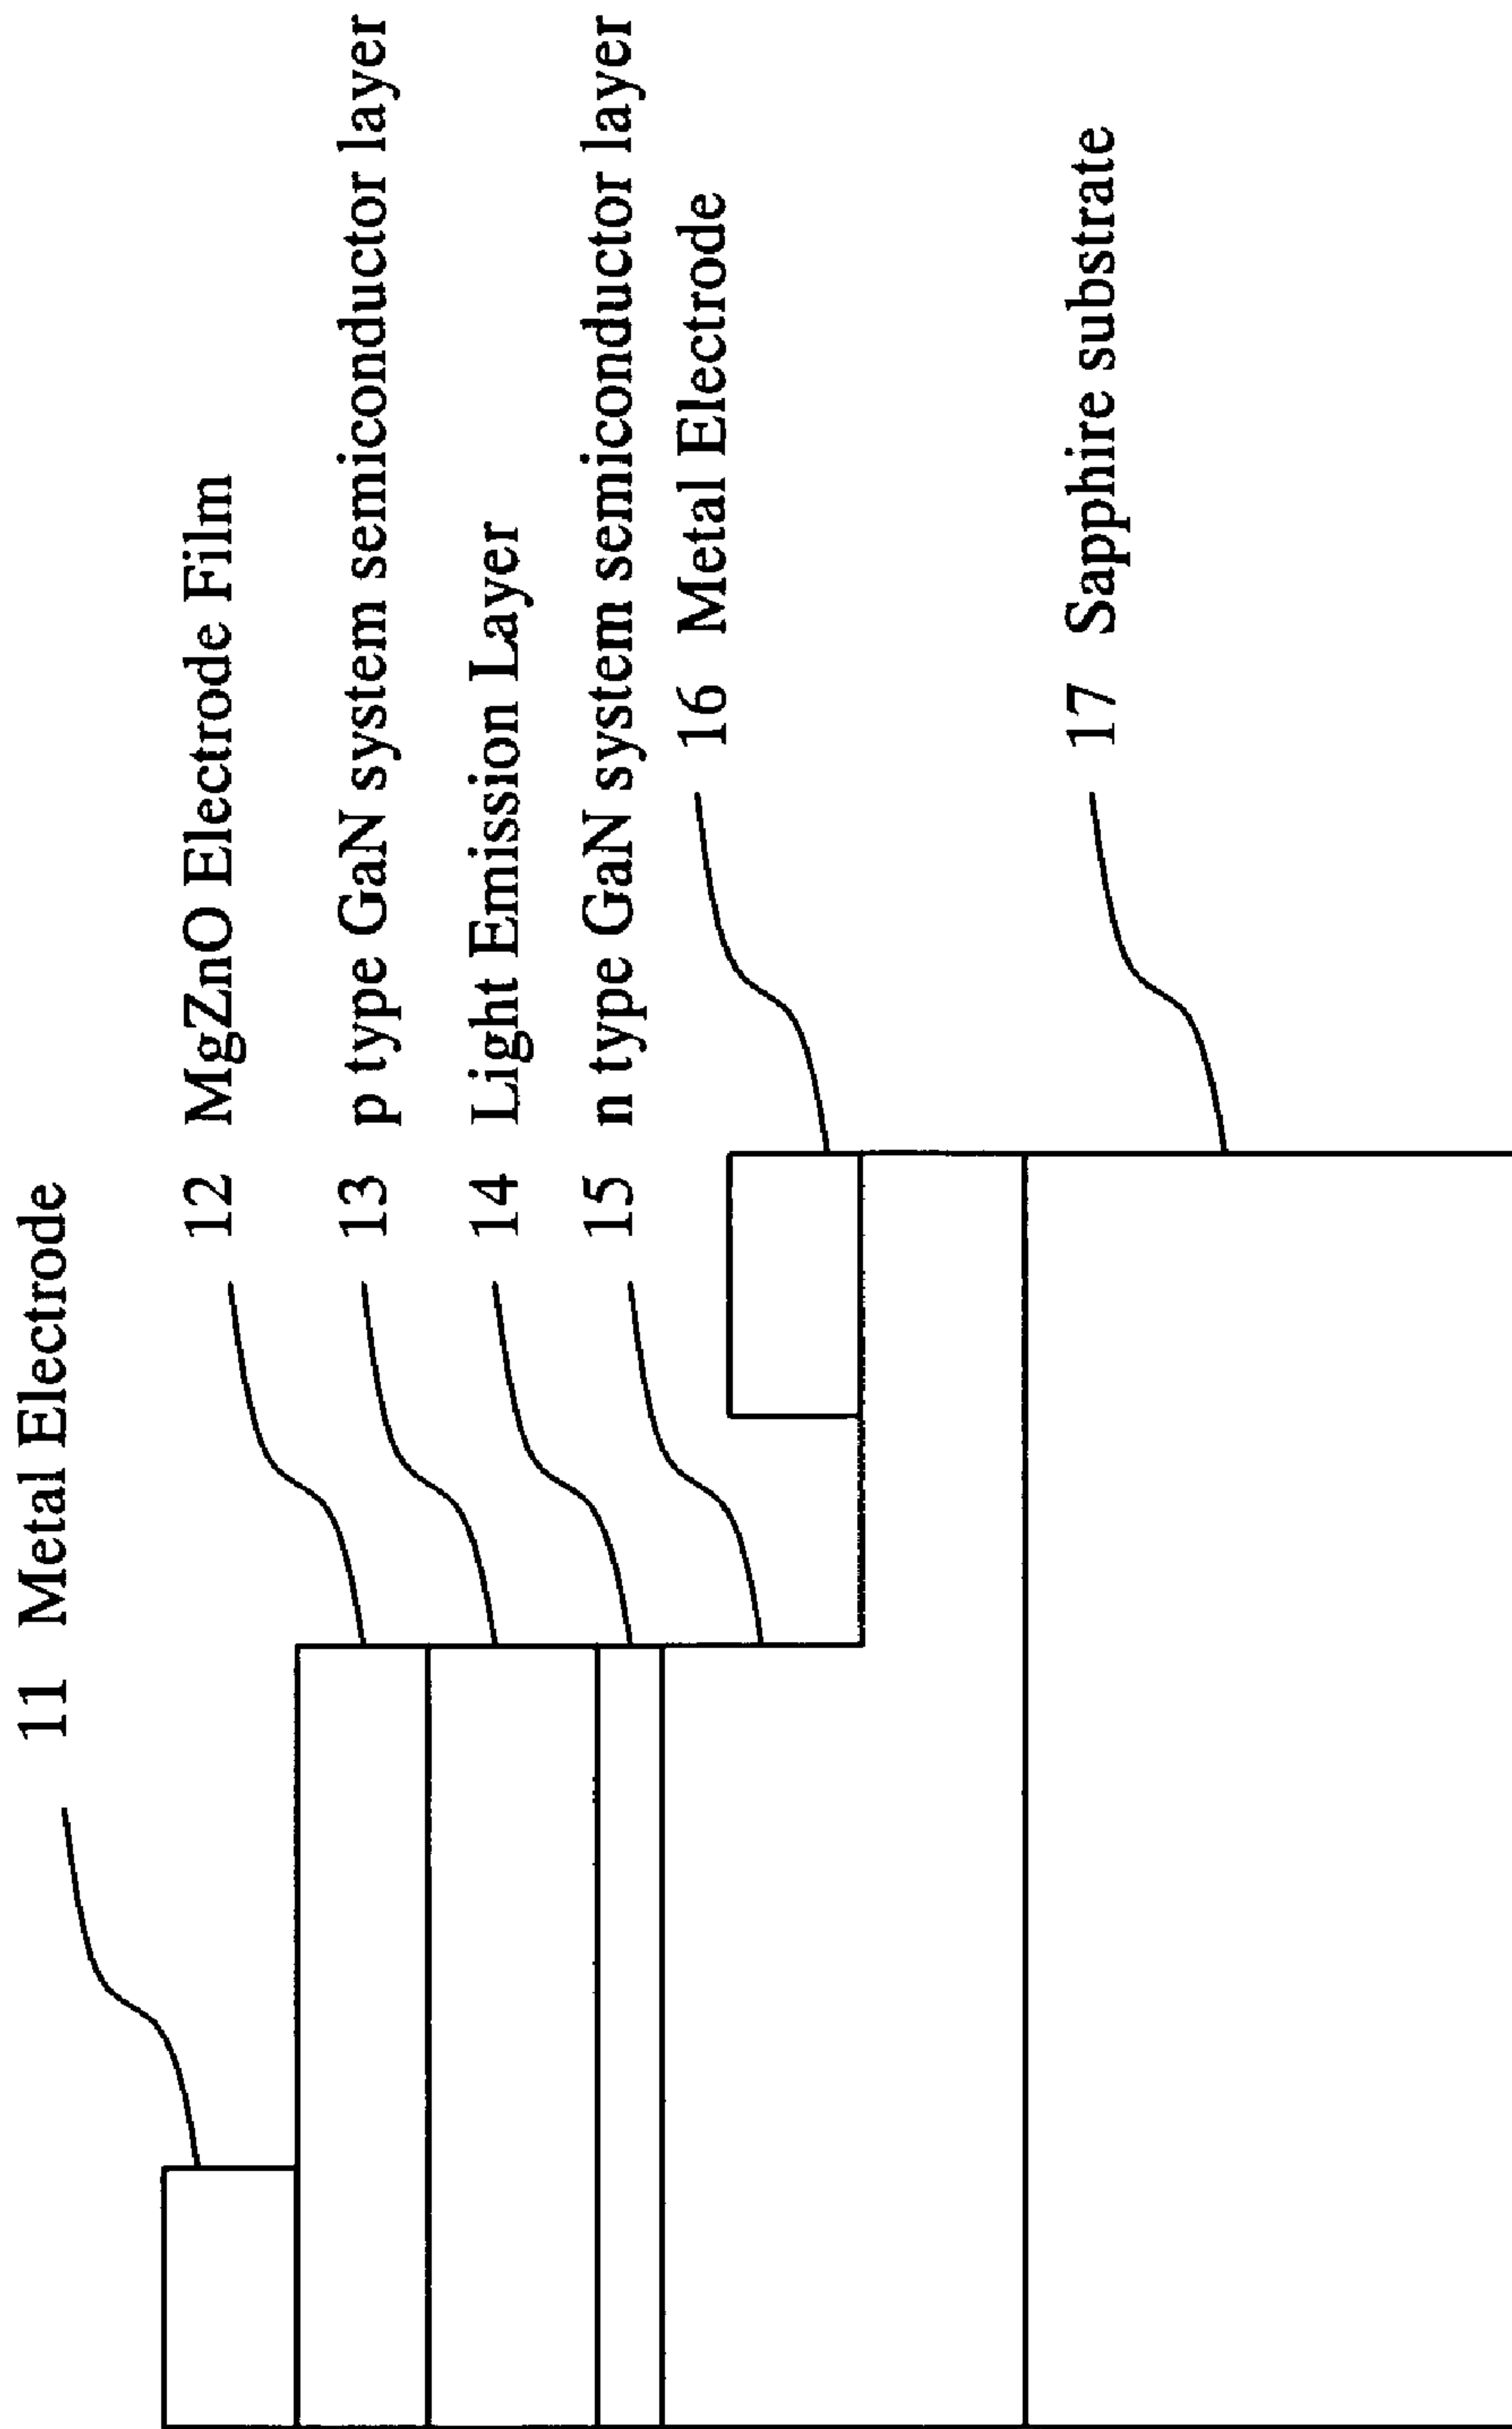 11 Metal Electrode
12 MgZnO Electrode Film
13 p type GaN system semiconductor layer
14 Light Emission Layer
15 n type GaN system semiconductor layer
16 Metal Electrode
17 Sapphire substrate